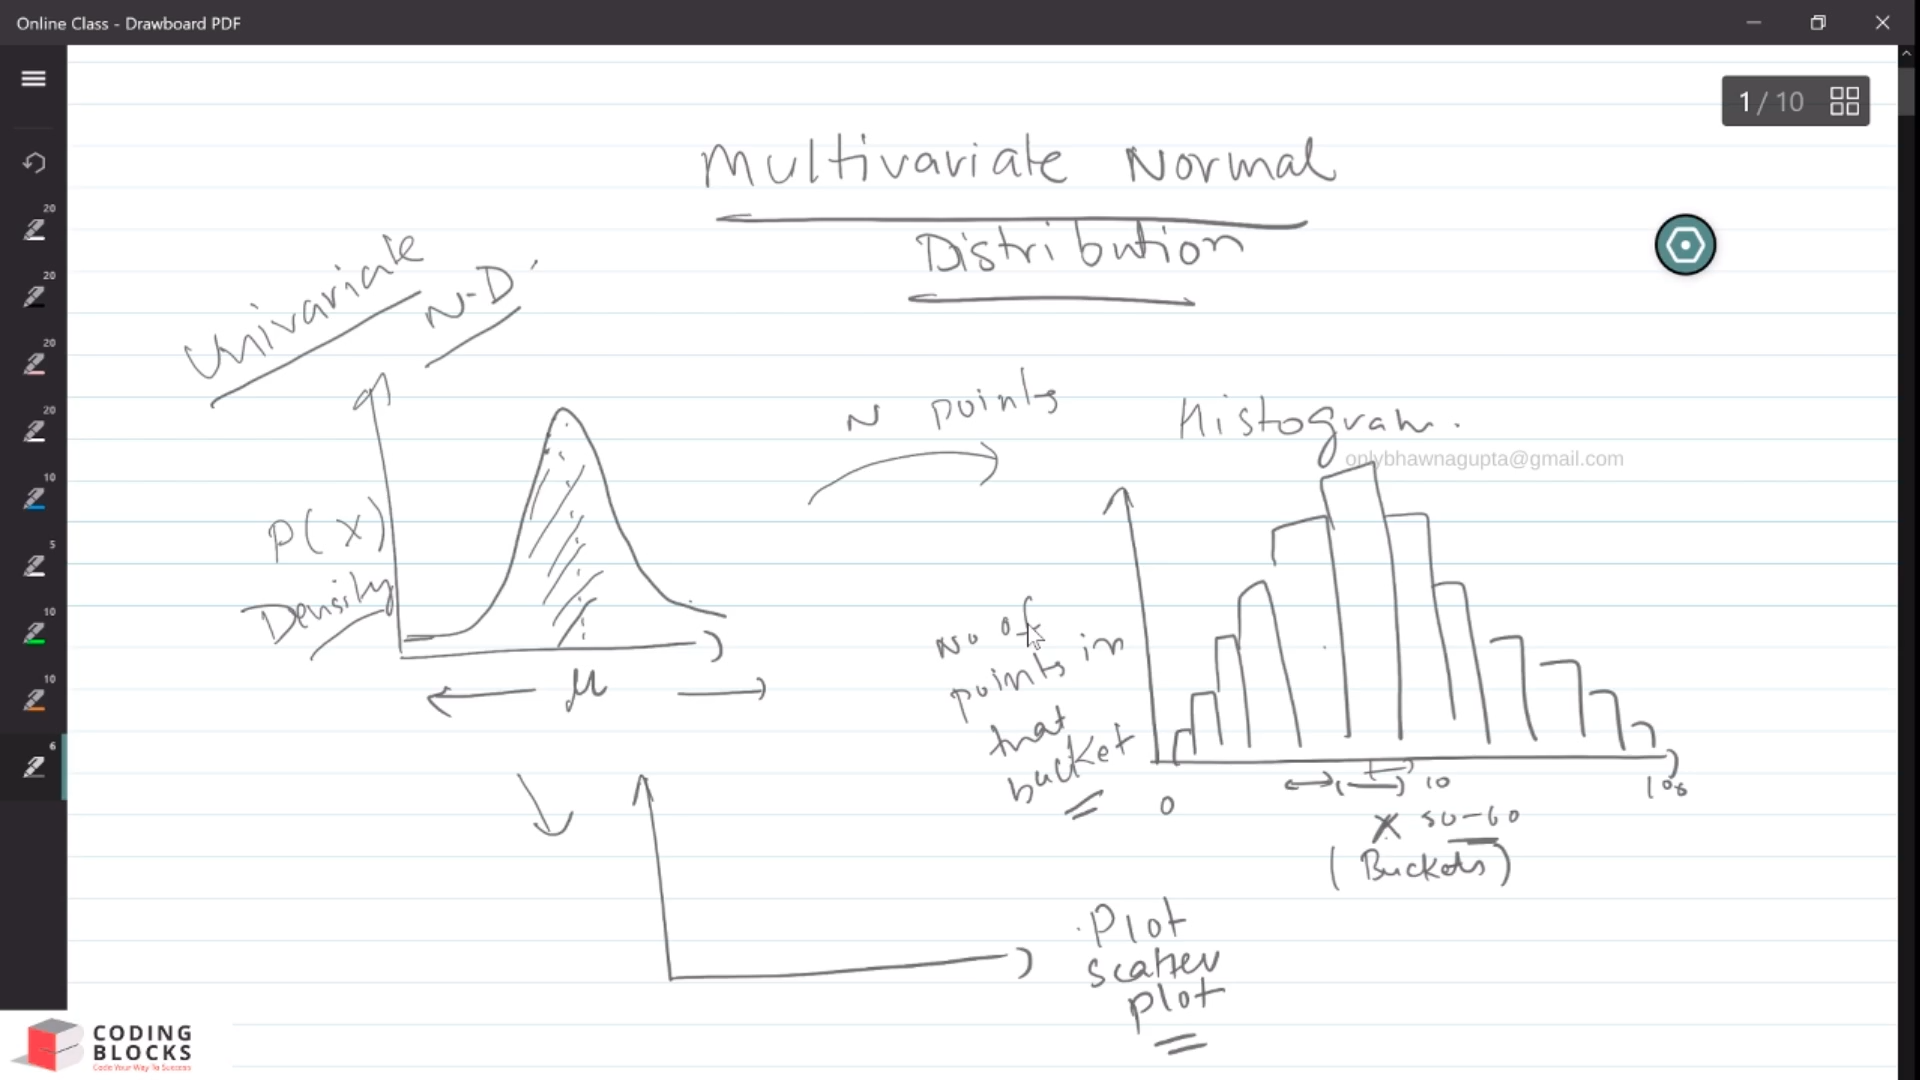 Online Class - Drawboard PDF
1 / 10
Multivariate Normal
Distribution
Univariate
N-D
20
20
20
20
10
5
10
10
6
N points
Histogram.
onlybhawnagupta@gmail.com
P(X)
Density
μ
No of
points in
that
bucket
0
10
100
X 50-60
(Buckets)
Plot
scatter
plot
CODING
BLOCKS
Code Your Way To Success